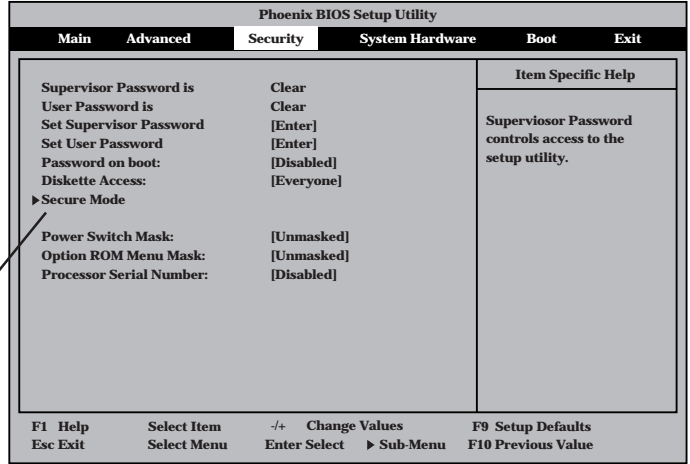 Phoenix BIOS Setup Utility
Main Advanced Security System Hardware Boot Exit
Supervisor Password is Clear
User Password is Clear
Set Supervisor Password [Enter]
Set User Password [Enter]
Password on boot: [Disabled]
Diskette Access: [Everyone]
▶Secure Mode
Power Switch Mask: [Unmasked]
Option ROM Menu Mask: [Unmasked]
Processor Serial Number: [Disabled]
Item Specific Help
Superviosor Password
controls access to the
setup utility.
F1 Help Select Item -/+ Change Values F9 Setup Defaults
Esc Exit Select Menu Enter Select ▶ Sub-Menu F10 Previous Value